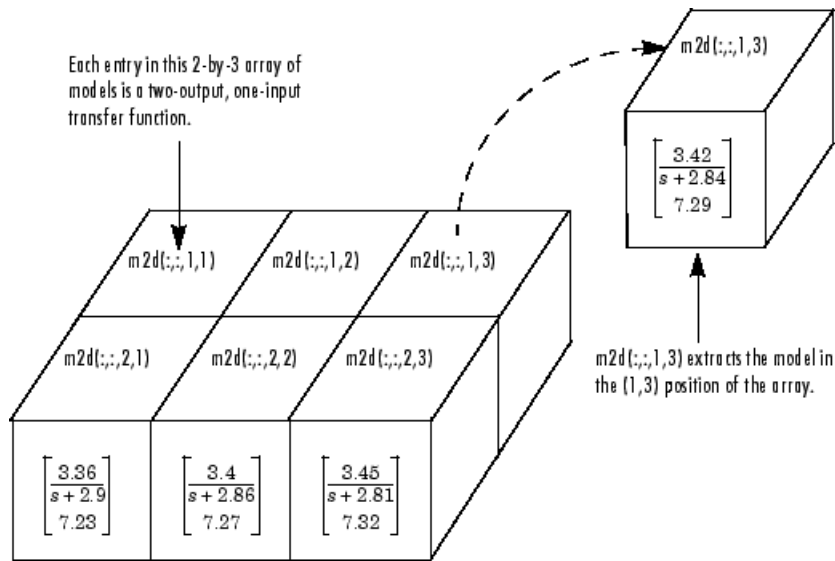 Each entry in this 2-by-3 array of
models is a two-output, one-input
transfer function.
m2d(:,:,1,3)
3.42
s + 2.84
7.29
m2d(:,:,1,1)
m2d(:,:,1,2)
m2d(:,:,1,3)
m2d(:,:,2,1)
m2d(:,:,2,2)
m2d(:,:,2,3)
m2d(:,:,1,3) extracts the model in
the (1,3) position of the array.
3.36
s + 2.9
7.23
3.4
s + 2.86
7.27
3.45
s + 2.81
7.32